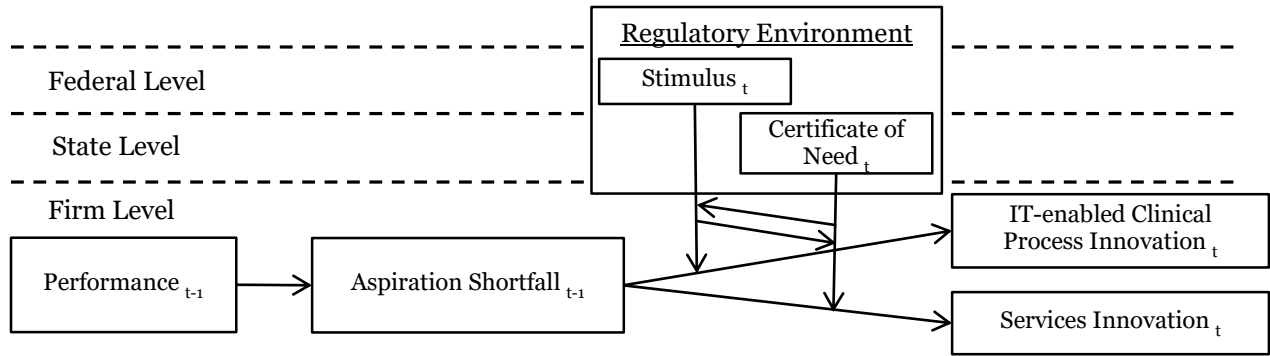 Regulatory Environment
Federal Level
Stimulus t
State Level
Certificate of
Need t
Firm Level
IT-enabled Clinical
Process Innovation t
Performance t-1
Aspiration Shortfall t-1
Services Innovation t